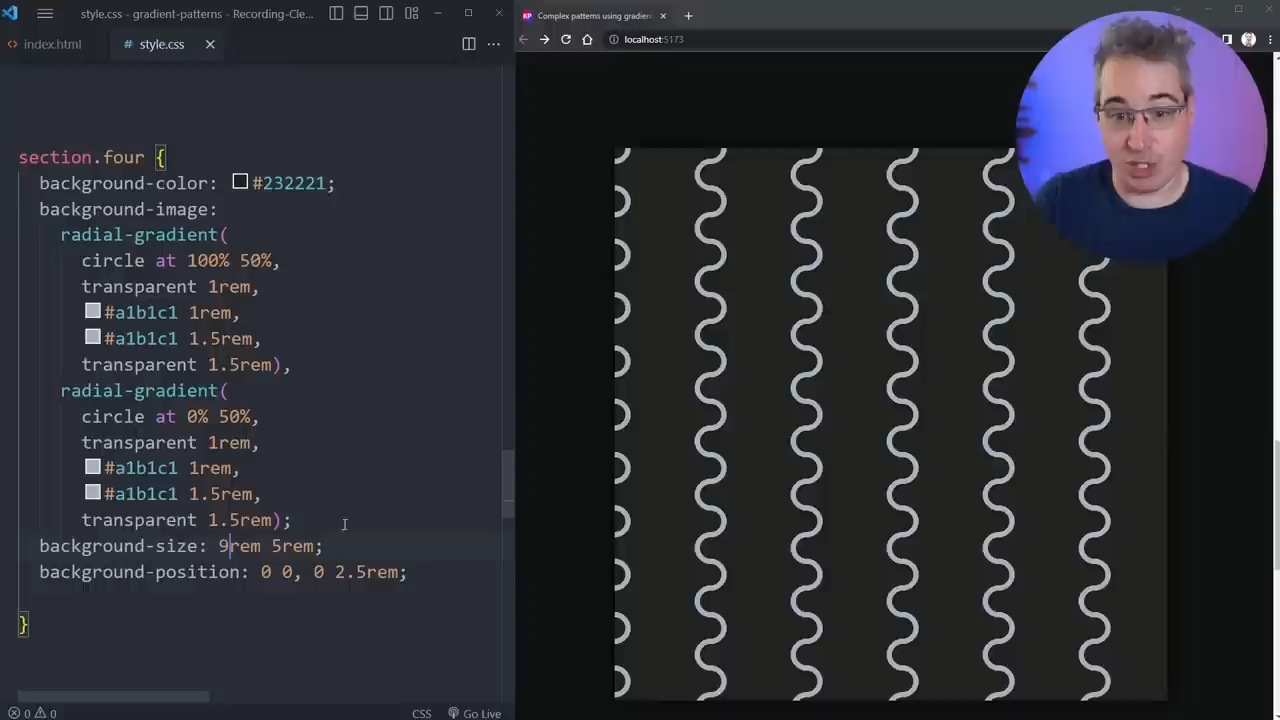 style.css - gradient-patterns - Recording-Cle...
index.html
# style.css
section.four {
background-color: #232221;
background-image:
radial-gradient(
circle at 100% 50%,
transparent 1rem,
#a1b1c1 1rem,
#a1b1c1 1.5rem,
transparent 1.5rem),
radial-gradient(
circle at 0% 50%,
transparent 1rem,
#a1b1c1 1rem,
#a1b1c1 1.5rem,
transparent 1.5rem);
background-size: 9rem 5rem;
background-position: 0 0, 0 2.5rem;
}
0 0
CSS
Go Live
KP
Complex patterns using gradien
localhost:5173